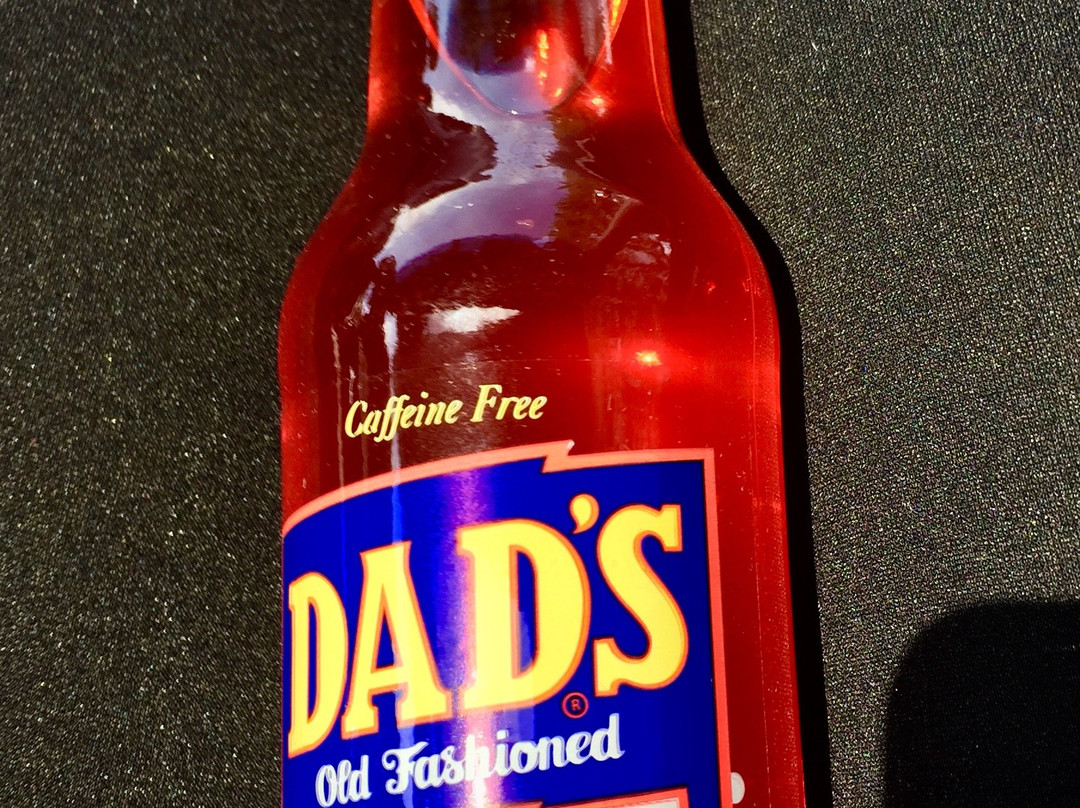 Caffeine Free
DAD'S
®
Old Fashioned